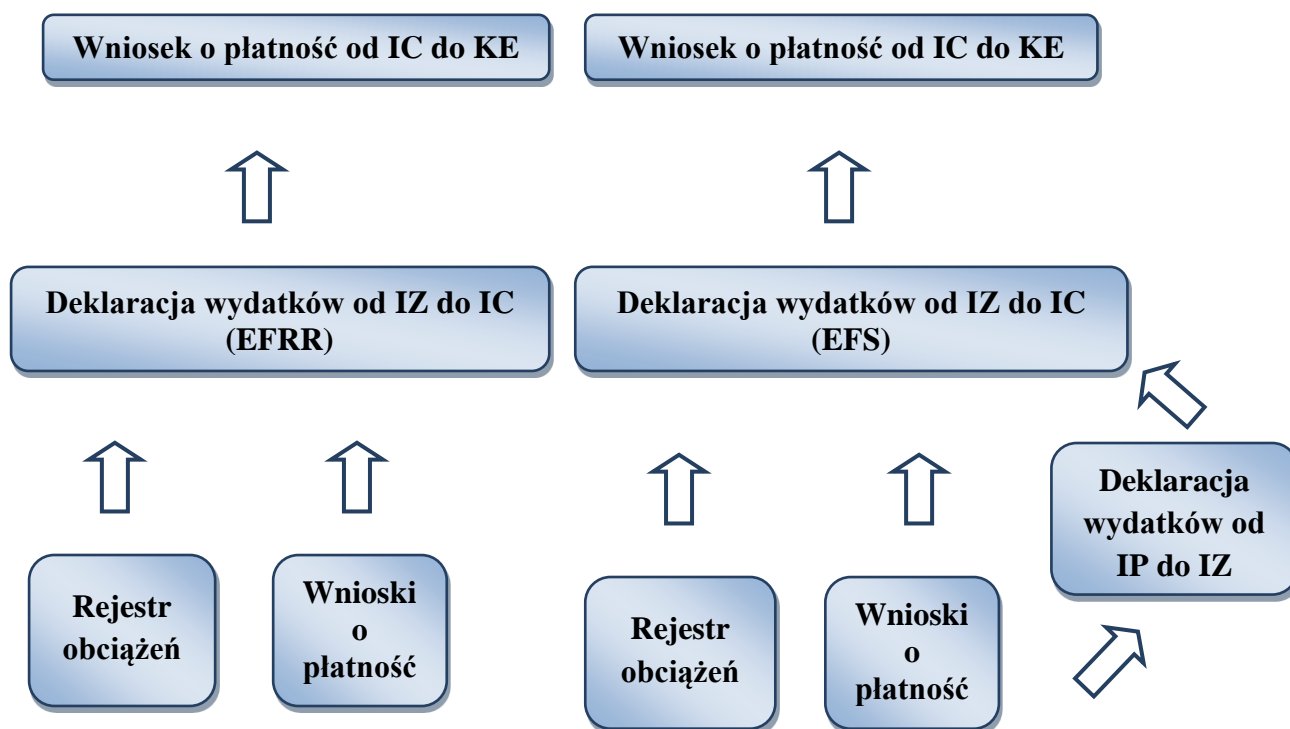 Wniosek o płatność od IC do KE
Wniosek o płatność od IC do KE
Deklaracja wydatków od IZ do IC
(EFRR)
Deklaracja wydatków od IZ do IC
(EFS)
Deklaracja
wydatków od
IP do IZ
Rejestr
obciążeń
Wnioski
o
płatność
Rejestr
obciążeń
Wnioski
o
płatność